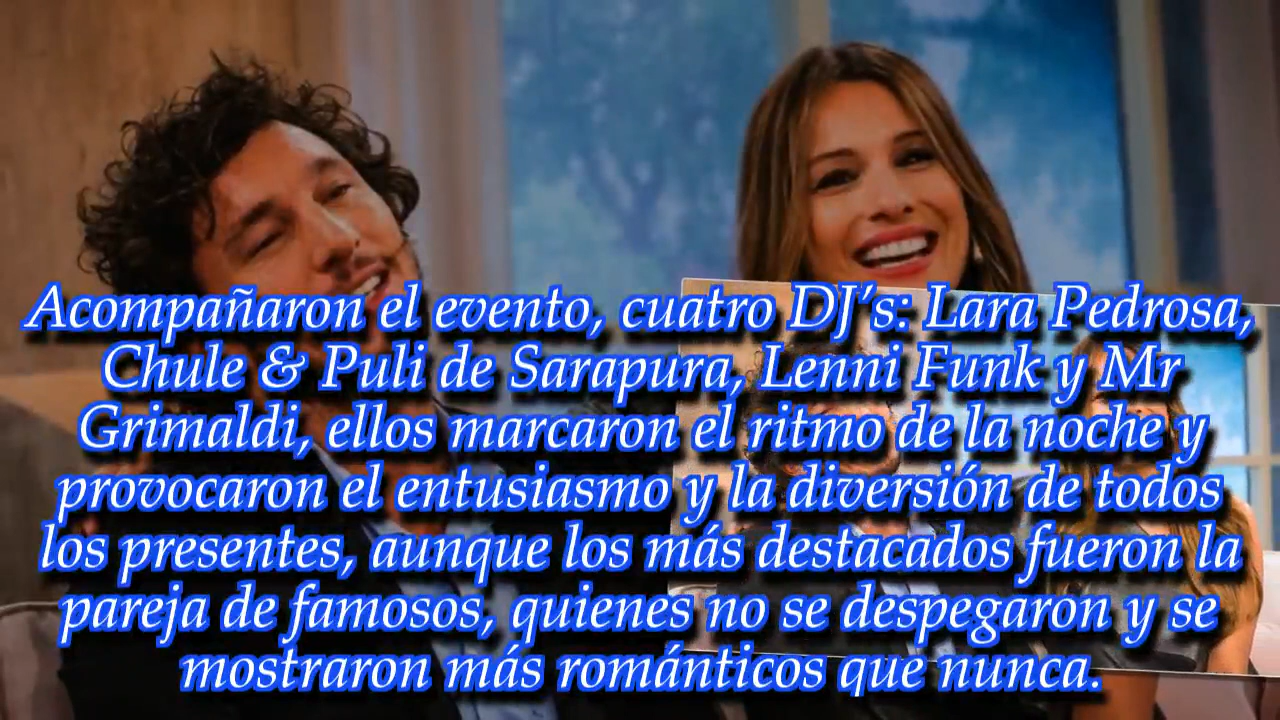 Acompañaron el evento, cuatro DJ’s: Lara Pedrosa,
Chule & Puli de Sarapura, Lenni Funk y Mr
Grimaldi, ellos marcaron el ritmo de la noche y
provocaron el entusiasmo y la diversión de todos
los presentes, aunque los más destacados fueron la
pareja de famosos, quienes no se despegaron y se
mostraron más románticos que nunca.